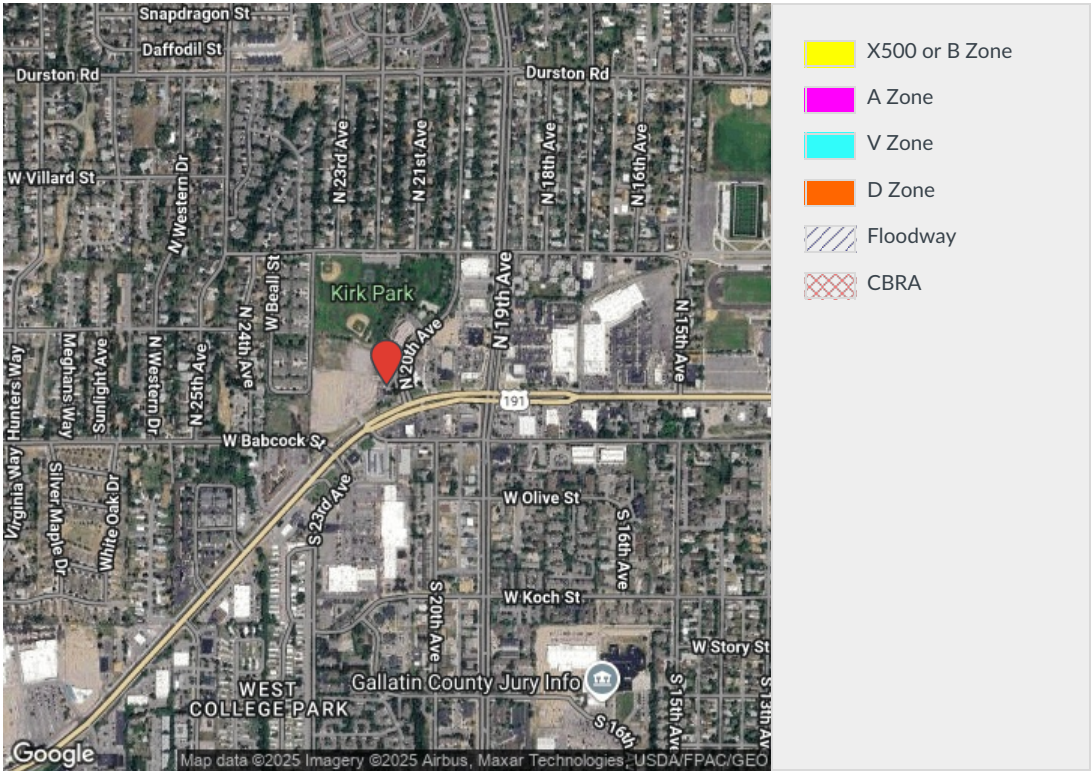 Snapdragon St
Daffodil St
Durston Rd
Durston Rd
W Villard St
N Western Dr
N 23rd Ave
N 21st Ave
N 18th Ave
N 16th Ave
W Beall St
Kirk Park
N 19th Ave
N 15th Ave
N 20th Ave
N 24th Ave
N 25th Ave
N Western Dr
Sunlight Ave
Meghans Way
Hunters Way
Virginia Way
191
W Babcock St
S 23rd Ave
Silver Maple Dr
White Oak Dr
W Olive St
S 16th Ave
W Koch St
S 20th Ave
W Story St
Gallatin County Jury Info
WEST
COLLEGE PARK
S 15th Ave
S 13th Av
S 16th
Google
Map data ©2025 Imagery ©2025 Airbus, Maxar Technologies, USDA/FPAC/GEO
X500 or B Zone
A Zone
V Zone
D Zone
Floodway
CBRA